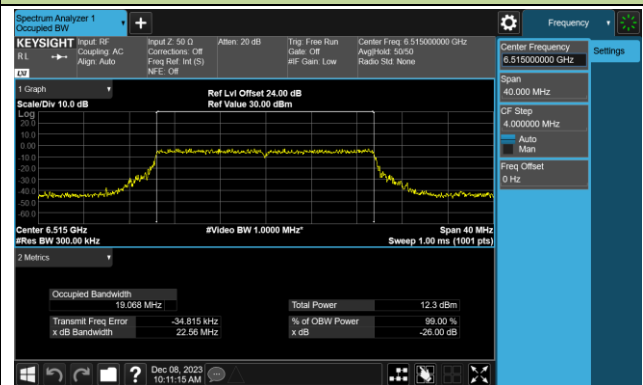 Spectrum Analyzer 1
Occupied BW
KEYSIGHT
R L
LXI
Input: RF
Coupling: AC
Align: Auto
Input Z: 50 Ω
Corrections: Off
Freq Ref: Int (S)
NFE: Off
Atten: 20 dB
Trig: Free Run
Gate: Off
#IF Gain: Low
Center Freq: 6.515000000 GHz
Avg|Hold: 50/50
Radio Std: None
1 Graph
Scale/Div 10.0 dB
Ref Lvl Offset 24.00 dB
Ref Value 30.00 dBm
Log
20.0
10.0
0.00
-10.0
-20.0
-30.0
-40.0
-50.0
-60.0
Center 6.515 GHz
#Res BW 300.00 kHz
#Video BW 1.0000 MHz*
Span 40 MHz
Sweep 1.00 ms (1001 pts)
2 Metrics
Occupied Bandwidth
19.068 MHz
Transmit Freq Error -34.815 kHz
x dB Bandwidth 22.56 MHz
Total Power 12.3 dBm
% of OBW Power 99.00 %
x dB -26.00 dB
Dec 08, 2023
10:11:15 AM
Frequency
Settings
Center Frequency
6.515000000 GHz
Span
40.000 MHz
CF Step
4.000000 MHz
Auto
Man
Freq Offset
0 Hz